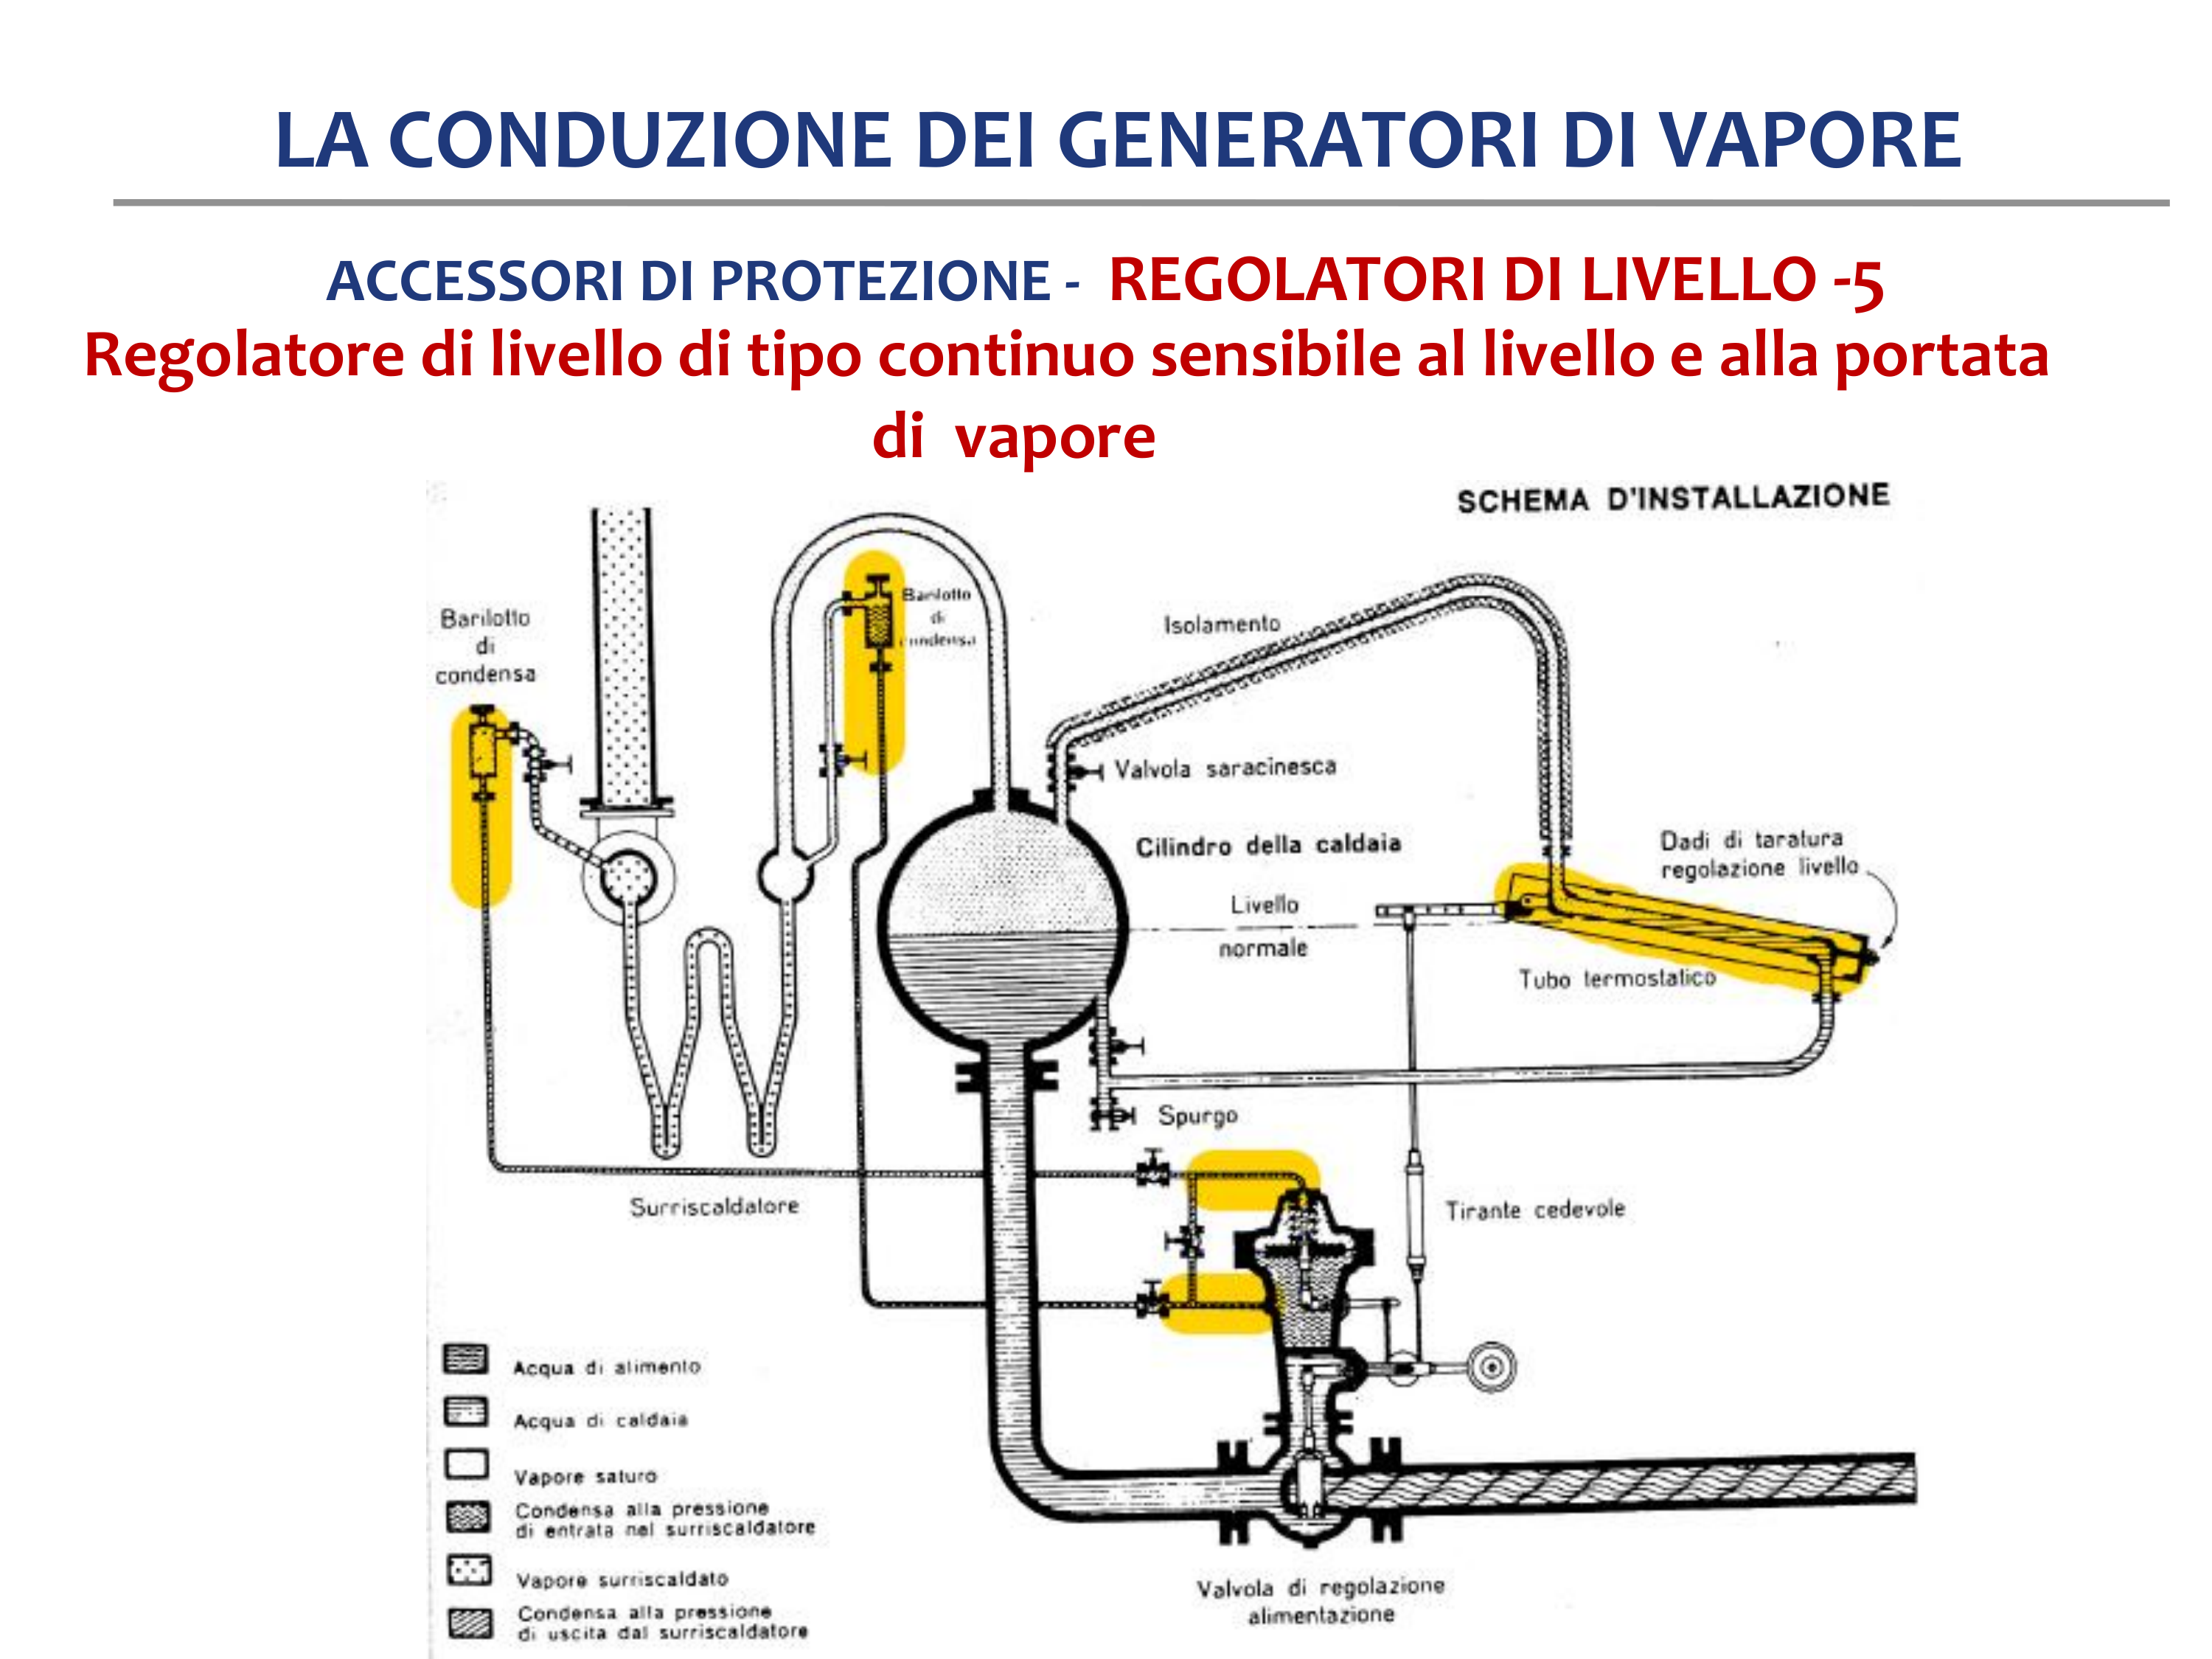 LA CONDUZIONE DEI GENERATORI DI VAPORE
ACCESSORI DI PROTEZIONE - REGOLATORI DI LIVELLO -5
Regolatore di livello di tipo continuo sensibile al livello e alla portata
di vapore
SCHEMA D'INSTALLAZIONE
Barilotto
di
condensa
Barilotto
di
condensa
Isolamento
Valvola saracinesca
Cilindro della caldaia
Dadi di taratura
regolazione livello
Livello
normale
Tubo termostatico
Spurgo
Surriscaldatore
Tirante cedevole
Acqua di alimento
Acqua di caldaia
Vapore saturo
Condensa alla pressione
di entrata nel surriscaldatore
Vapore surriscaldato
Condensa alla pressione
di uscita dal surriscaldatore
Valvola di regolazione
alimentazione